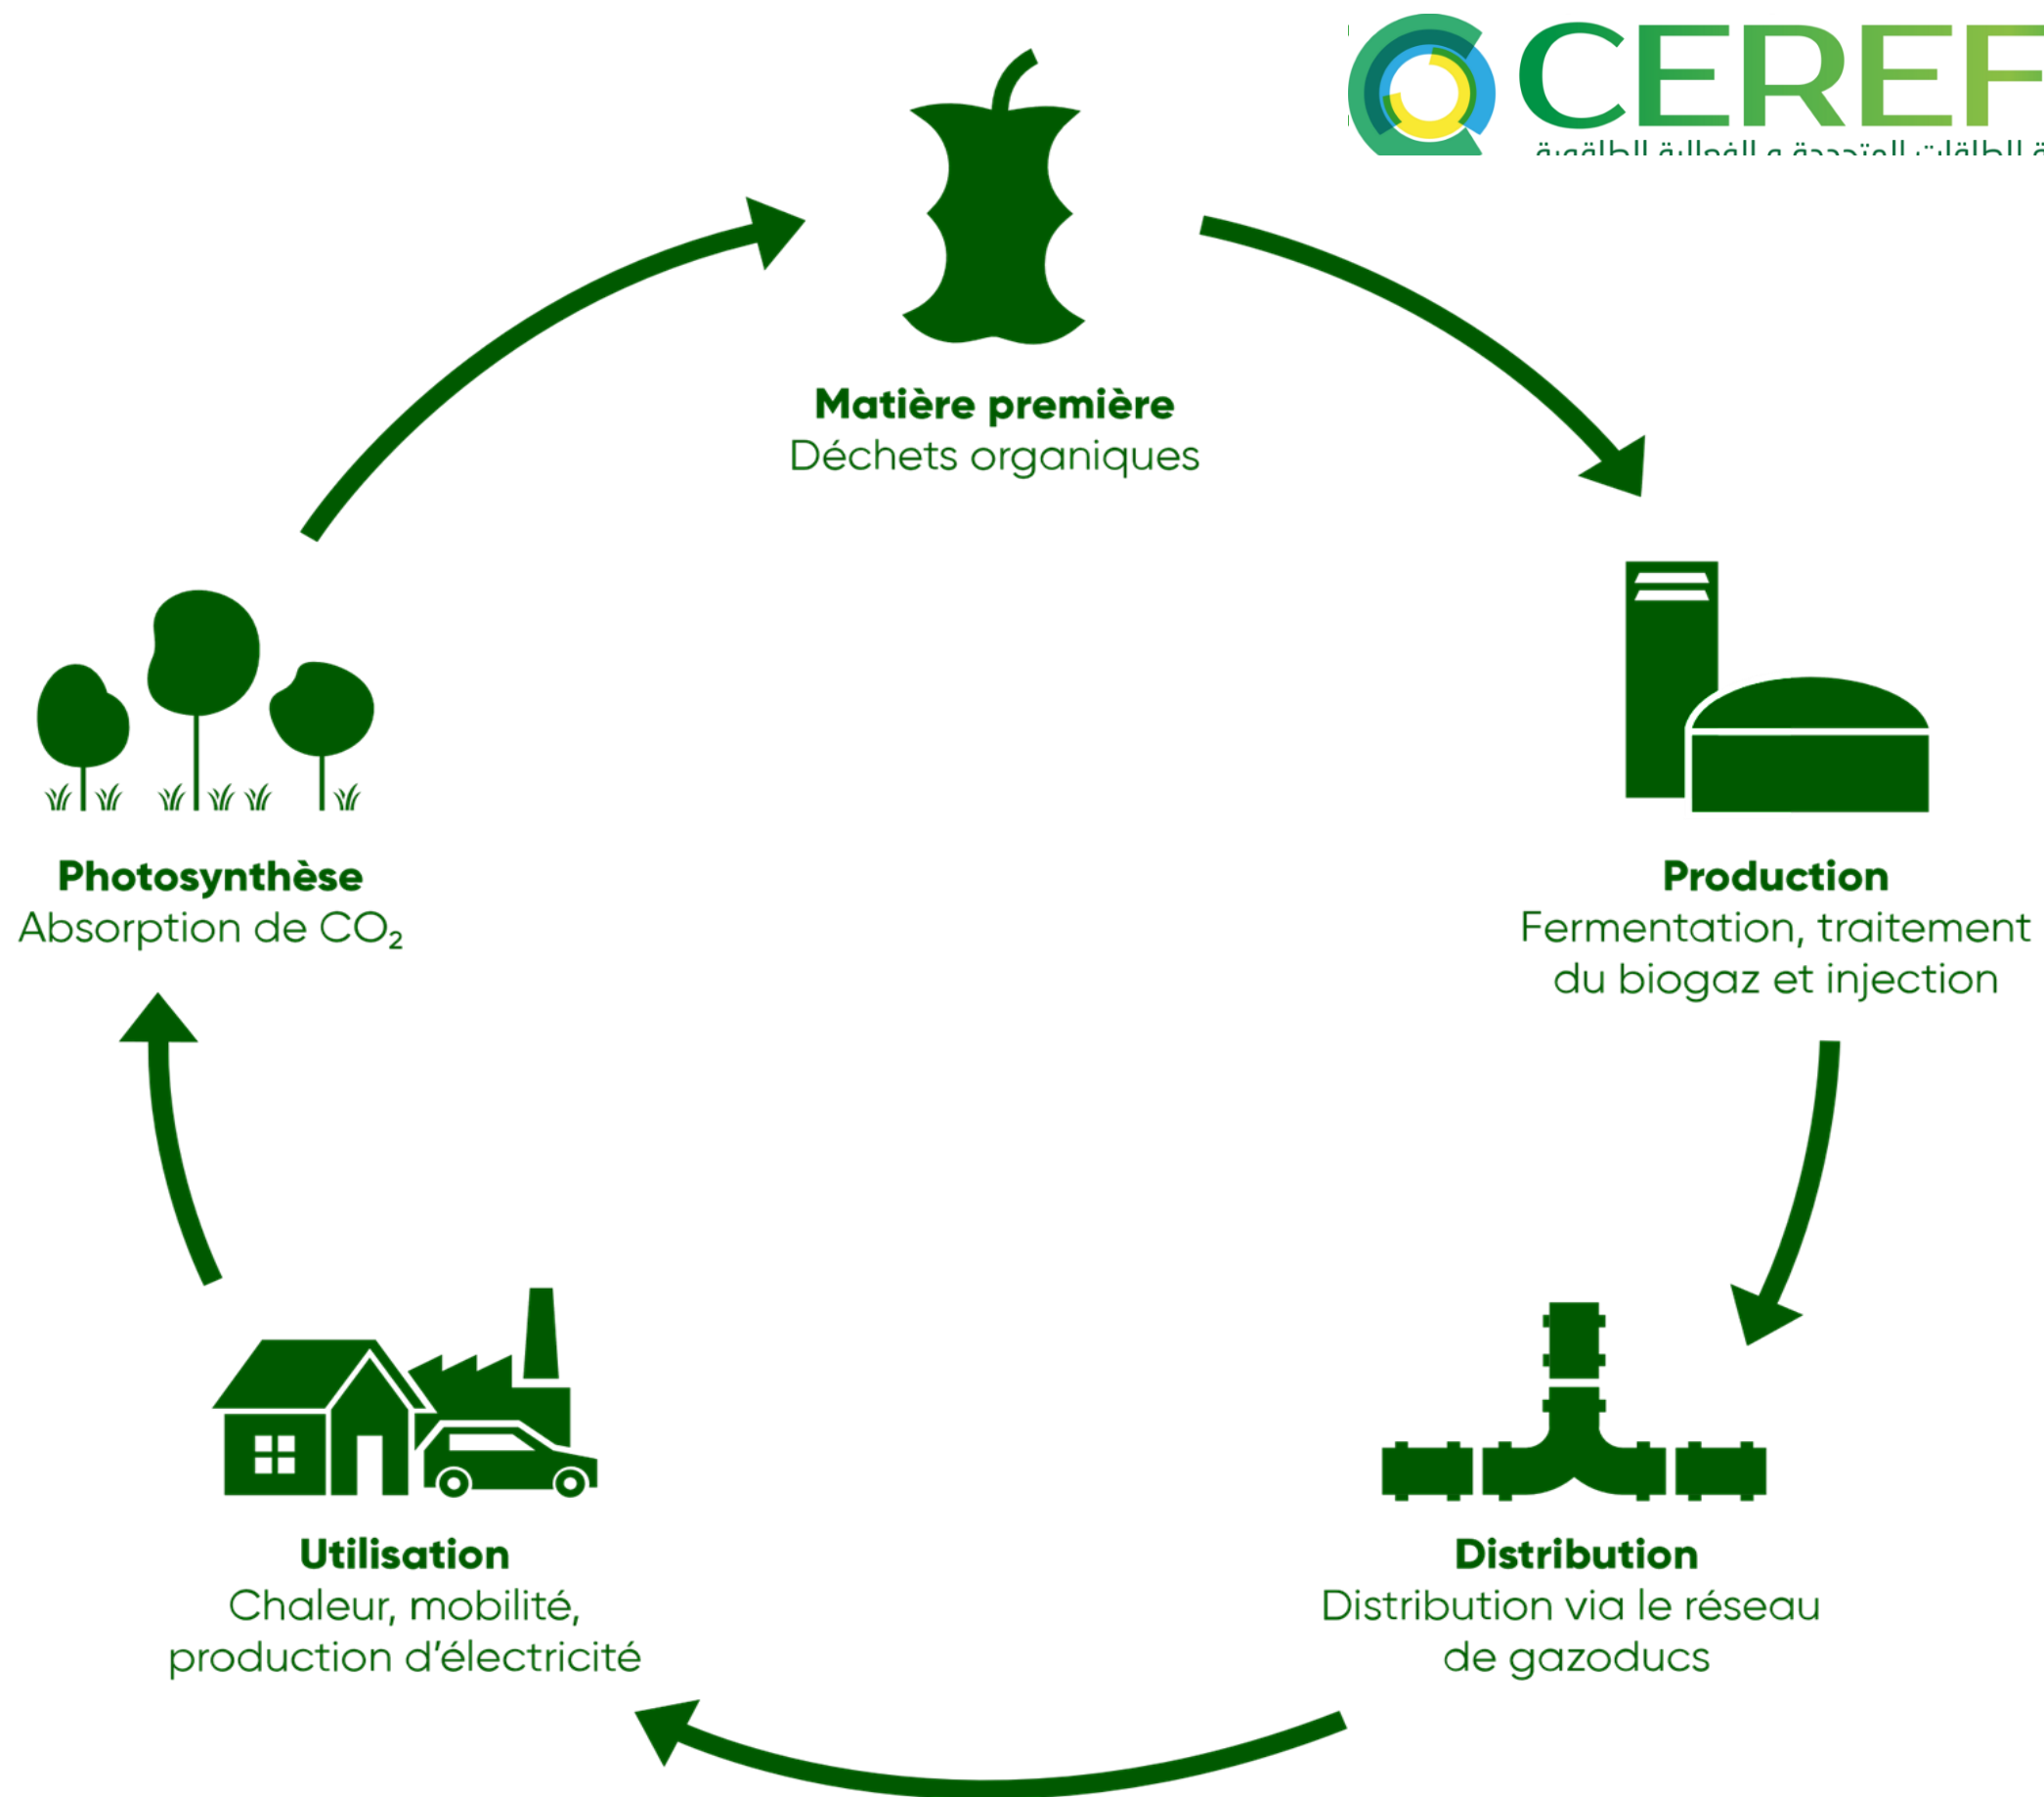 CEREF
Matière première
Déchets organiques
Photosynthèse
Absorption de CO₂
Production
Fermentation, traitement
du biogaz et injection
Utilisation
Chaleur, mobilité,
production d'électricité
Distribution
Distribution via le réseau
de gazoducs